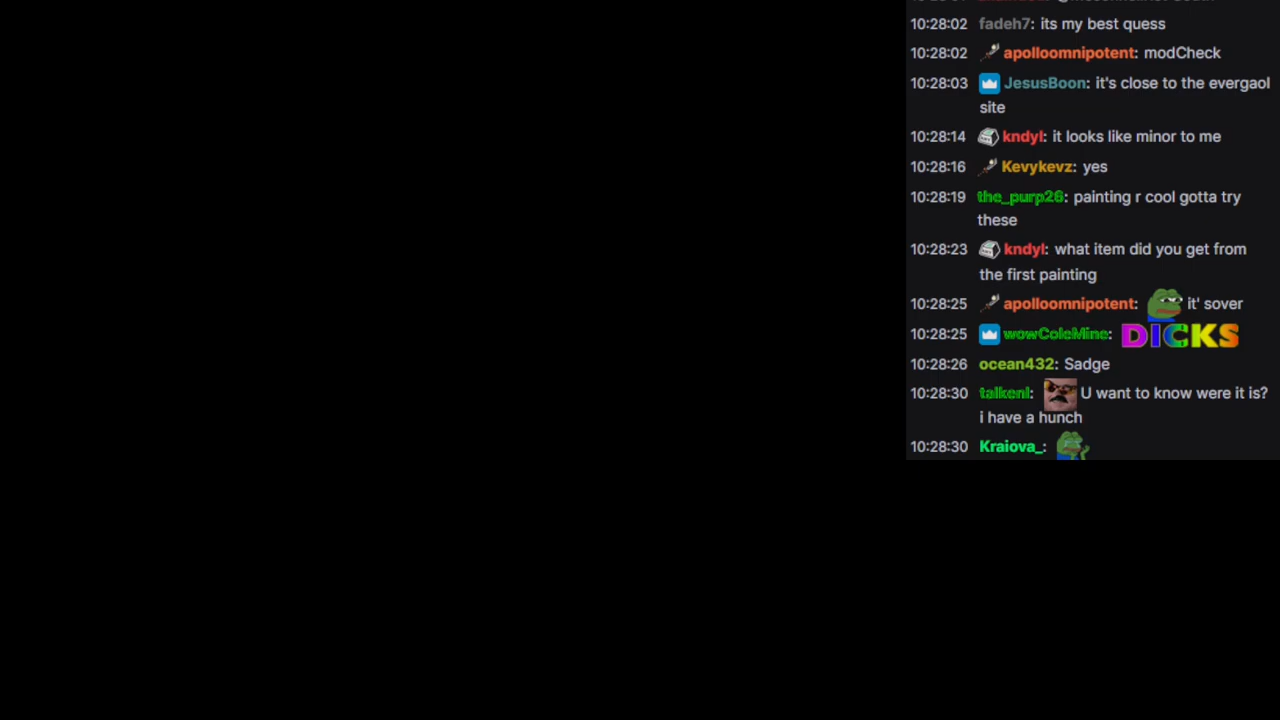 10:28:02 fadeh7: its my best quess
10:28:02 apolloomnipotent: modCheck
10:28:03 JesusBoon: it's close to the evergaol
site
10:28:14 kndyl: it looks like minor to me
10:28:16 Kevykevz: yes
10:28:19 the_purp26: painting r cool gotta try
these
10:28:23 kndyl: what item did you get from
the first painting
10:28:25 apolloomnipotent: it' sover
10:28:25 wowColeMine: DICKS
10:28:26 ocean432: Sadge
10:28:30 talkenl: U want to know were it is?
i have a hunch
10:28:30 Kraiova_: